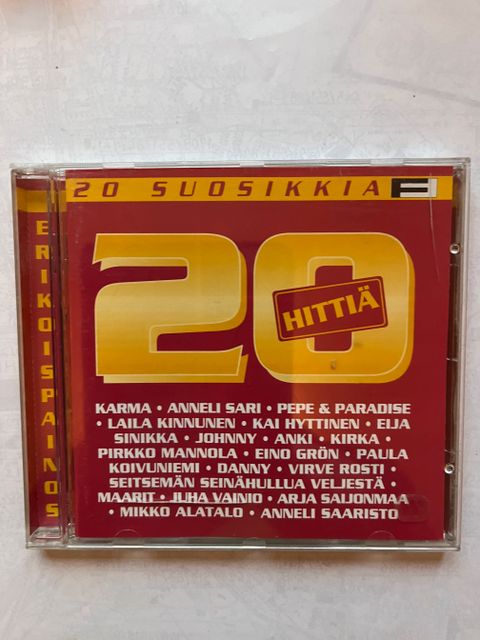 20 SUOSIKKIA
ERIKOISPAINOS
20
HITTIÄ
KARMA • ANNELI SARI • PEPE & PARADISE
• LAILA KINNUNEN • KAI HYTTINEN • EIJA
SINIKKA • JOHNNY • ANKI • KIRKA •
PIRKKO MANNOLA • EINO GRÖN • PAULA
KOIVUNIEMI • DANNY • VIRVE ROSTI •
SEITSEMÄN SEINÄHULLUA VELJESTÄ •
MAARIT • JUHA VAINIO • ARJA SAIJONMAA
• MIKKO ALATALO • ANNELI SAARISTO